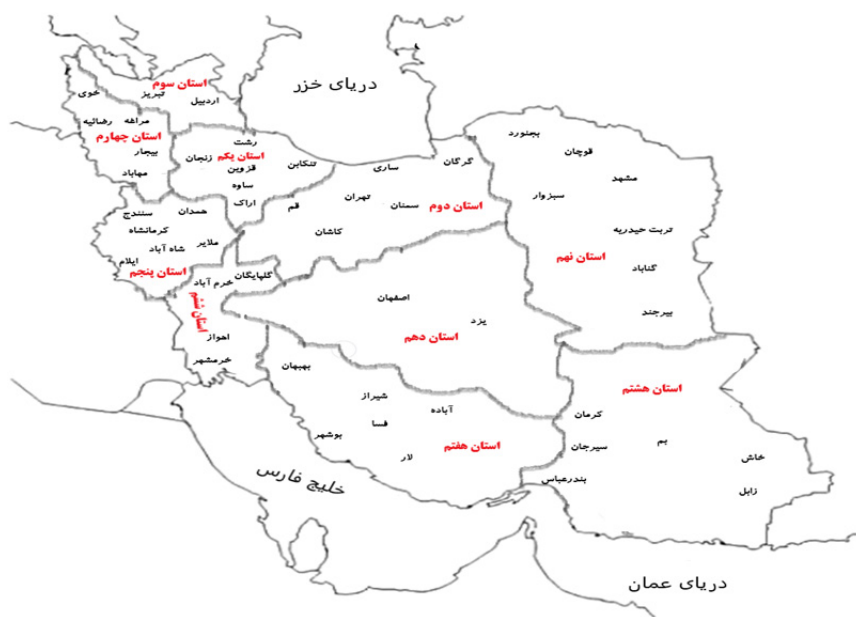 دریای خزر
استان سوم
تبریز
اردبیل
خوی
مراغه
رضائیه
استان چهارم
بیجار
مهاباد
رشت
استان یکم
زنجان
قزوین
تنکابن
ساوه
اراک
گرگان
ساری
تهران
سمنان
استان دوم
قم
کاشان
بجنورد
قوچان
مشهد
سبزوار
تربت حیدریه
استان نهم
گناباد
بیرجند
همدان
سنندج
کرمانشاه
ملایر
شاه آباد
ایلام
استان پنجم
گلپایگان
خرم آباد
استان ششم
اهواز
خرمشهر
اصفهان
یزد
استان دهم
بهبهان
شیراز
آباده
فسا
بوشهر
استان هفتم
لار
استان هشتم
کرمان
بم
سیرجان
خاش
بندرعباس
زابل
خلیج فارس
دریای عمان